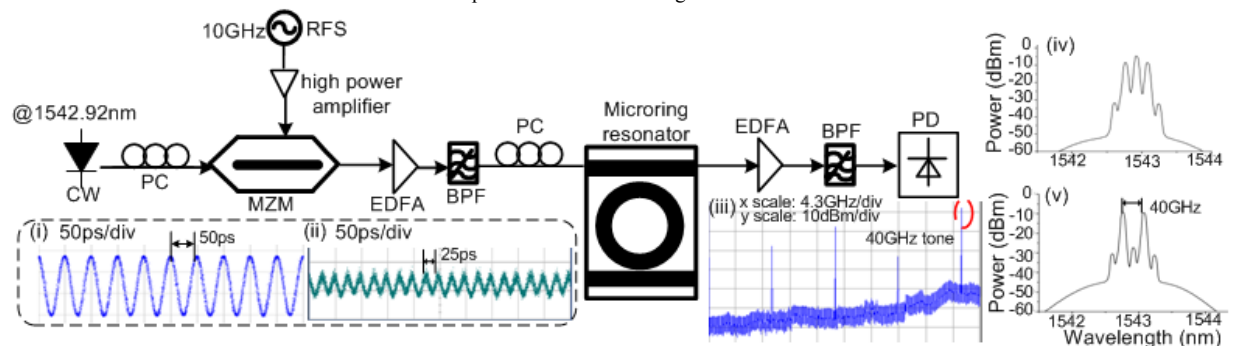 10GHz RFS
high power
amplifier
@1542.92nm
CW
PC
MZM
EDFA
BPF
PC
Microring
resonator
EDFA
BPF
PD
(i) 50ps/div
50ps
(ii) 50ps/div
25ps
(iii) x scale: 4.3GHz/div
y scale: 10dBm/div
40GHz tone
(iv)
Power (dBm)
0
-10
-20
-30
-40
-50
-60
1542 1543 1544
(v)
40GHz
Power (dBm)
0
-10
-20
-30
-40
-50
-60
1542 1543 1544
Wavelength (nm)